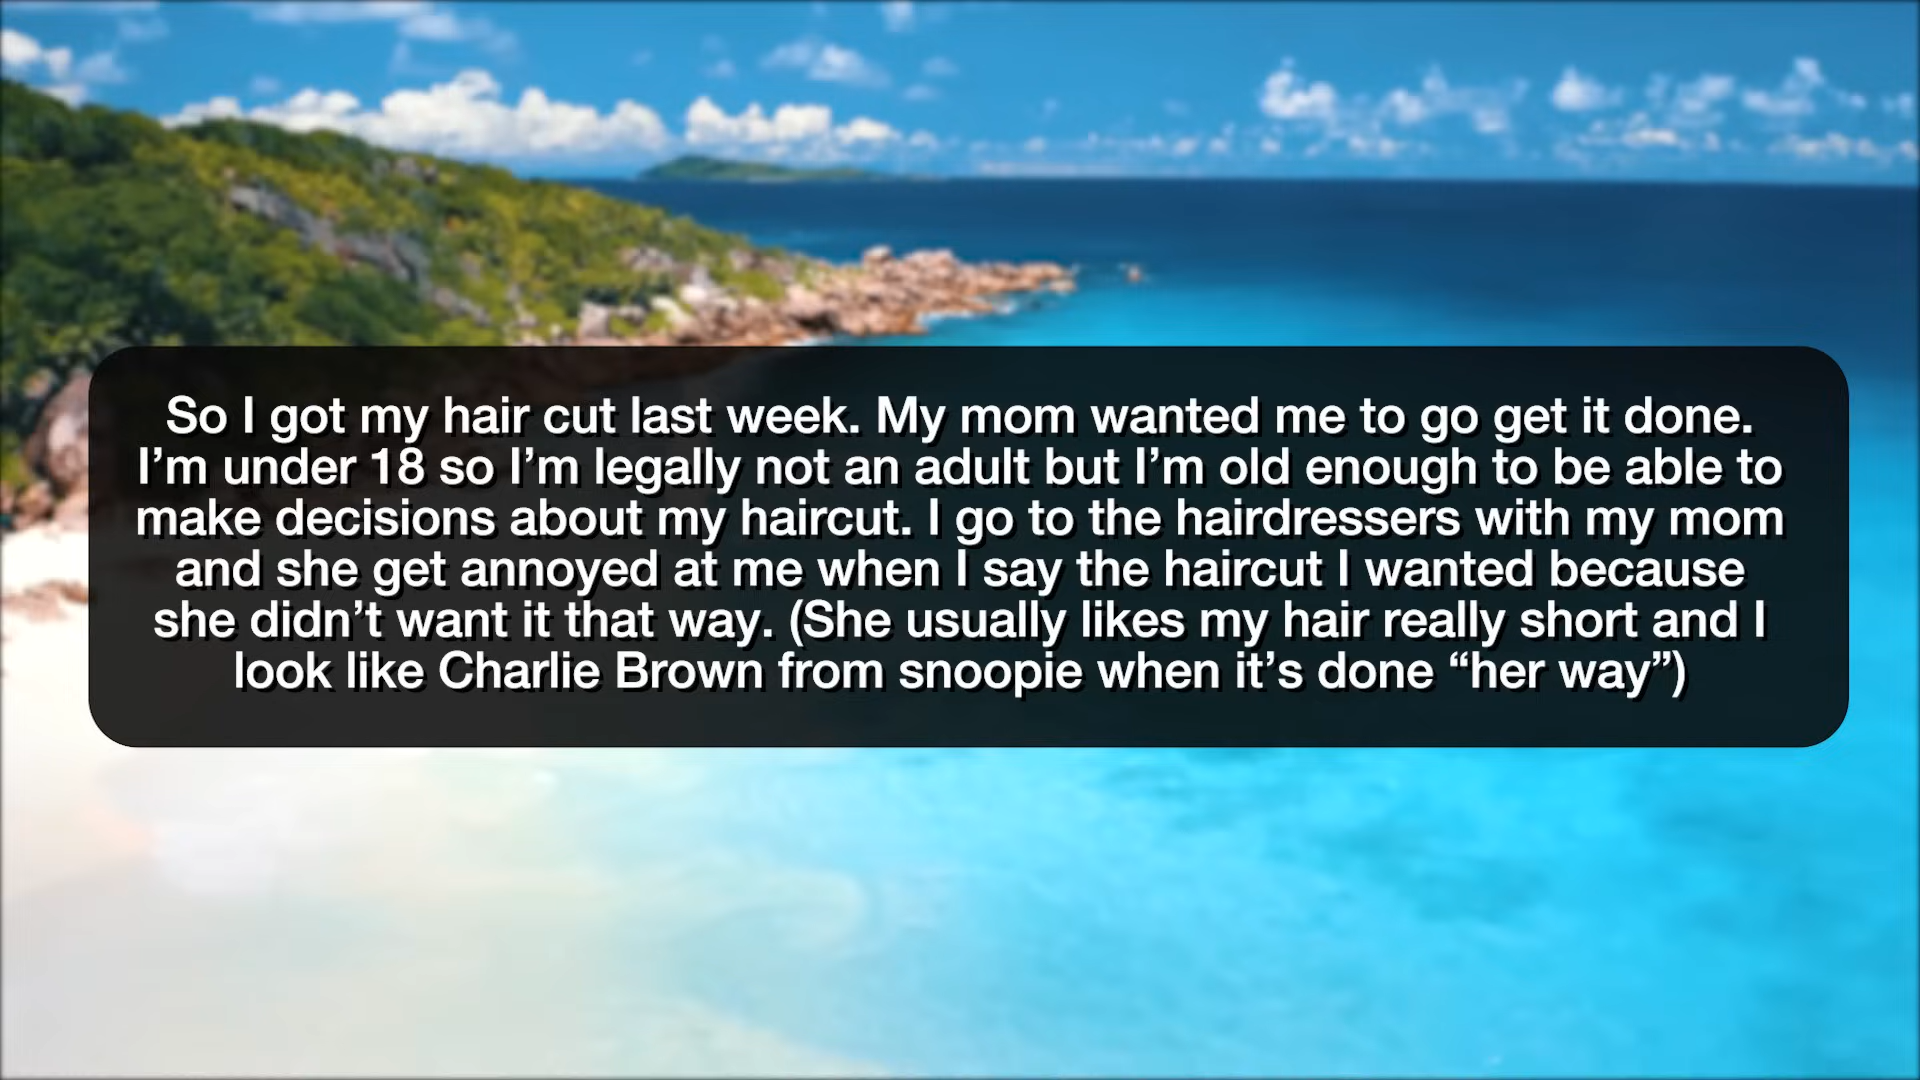 So I got my hair cut last week. My mom wanted me to go get it done.
I’m under 18 so I’m legally not an adult but I’m old enough to be able to
make decisions about my haircut. I go to the hairdressers with my mom
and she get annoyed at me when I say the haircut I wanted because
she didn’t want it that way. (She usually likes my hair really short and I
look like Charlie Brown from snoopie when it’s done “her way”)